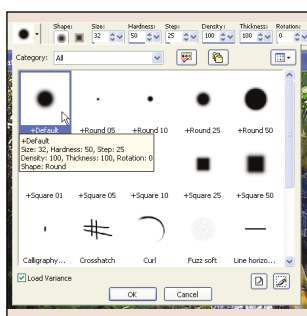 Shape: Size: Hardness: Step: Density: Thickness: Rotation:
32 50 25 100 100 0
Category: All
+Default +Round 05 +Round 10 +Round 25 +Round 50
+Default
Size: 32, Hardness: 50, Step: 25
Density: 100, Thickness: 100, Rotation: 0
Shape: Round
+Square 01 +Square 05 +Square 10 +Square 25 +Square 50
Calligraphy... Crosshatch Curl Fuzz soft Line horizo...
Load Variance
OK Cancel